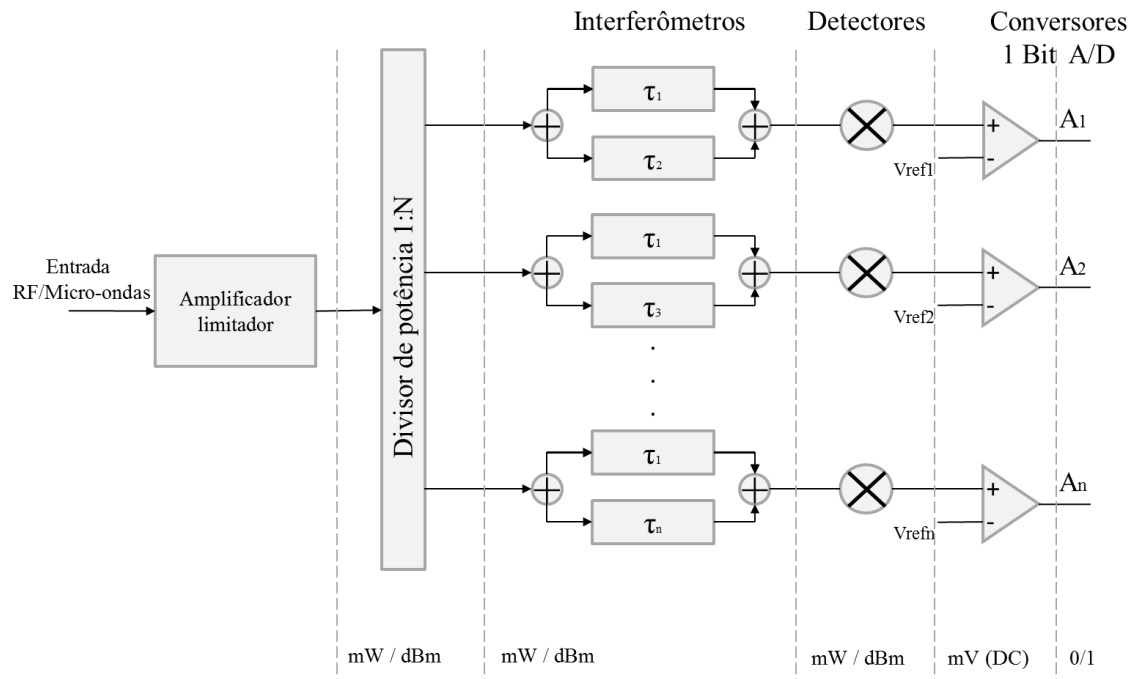 Interferômetros
Detectores
Conversores
1 Bit A/D
Entrada
RF/Micro-ondas
Amplificador
limitador
Divisor de potência 1:N
τ1
τ2
Vref1
+
-
A1
τ1
τ3
Vref2
+
-
A2
.
.
.
τ1
τn
Vrefn
+
-
An
mW / dBm
mW / dBm
mW / dBm
mV (DC)
0/1